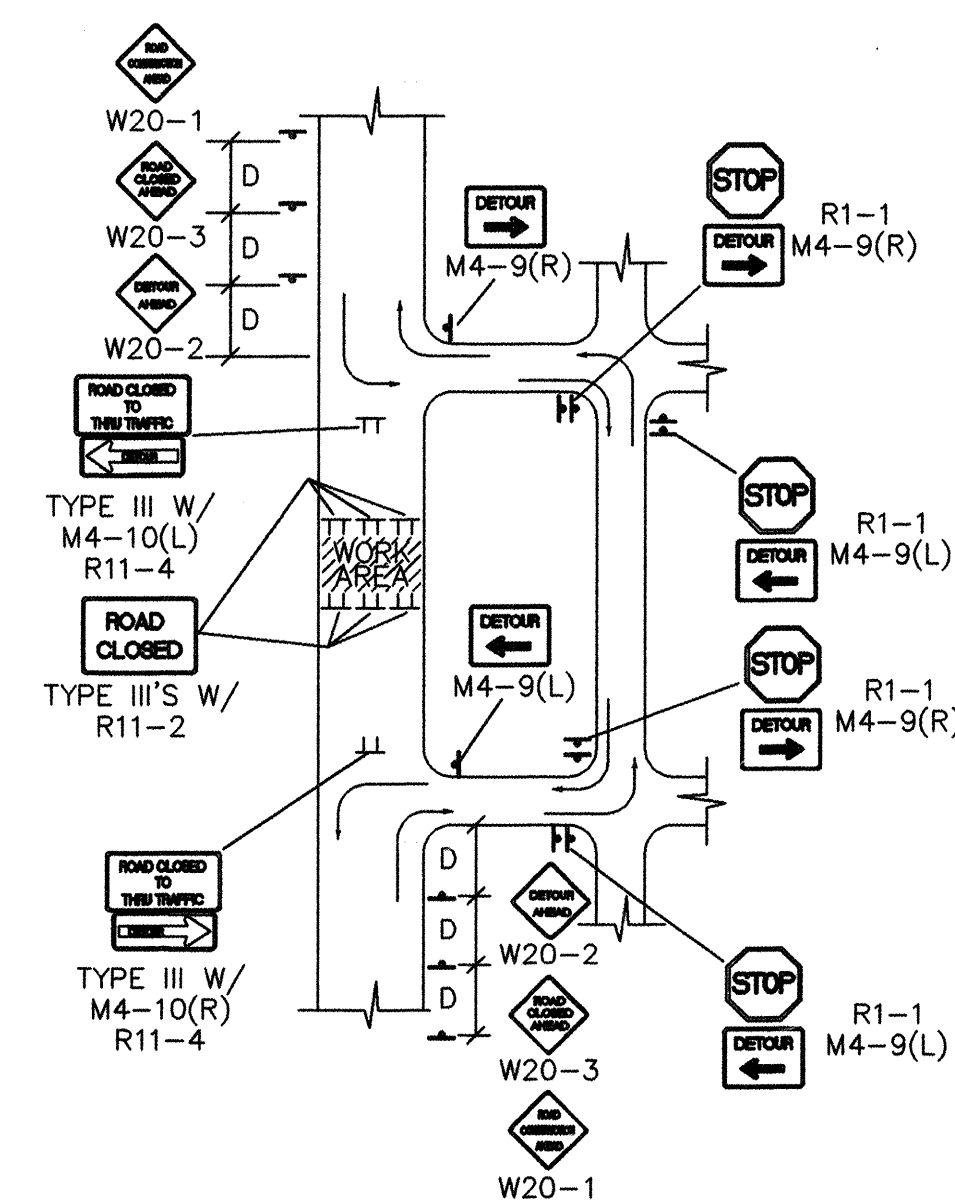 ROAD
CONSTRUCTION
AHEAD
W20-1
ROAD
CLOSED
AHEAD
W20-3
DETOUR
AHEAD
W20-2
D
D
D
DETOUR
M4-9(R)
STOP
DETOUR
R1-1
M4-9(R)
ROAD CLOSED
TO
THRU TRAFFIC
DETOUR
TYPE III W/
M4-10(L)
R11-4
WORK
AREA
STOP
DETOUR
R1-1
M4-9(L)
ROAD
CLOSED
TYPE III'S W/
R11-2
DETOUR
M4-9(L)
STOP
DETOUR
R1-1
M4-9(R)
ROAD CLOSED
TO
THRU TRAFFIC
DETOUR
TYPE III W/
M4-10(R)
R11-4
D
D
D
DETOUR
AHEAD
W20-2
ROAD
CLOSED
AHEAD
W20-3
ROAD
CONSTRUCTION
AHEAD
W20-1
STOP
DETOUR
R1-1
M4-9(L)